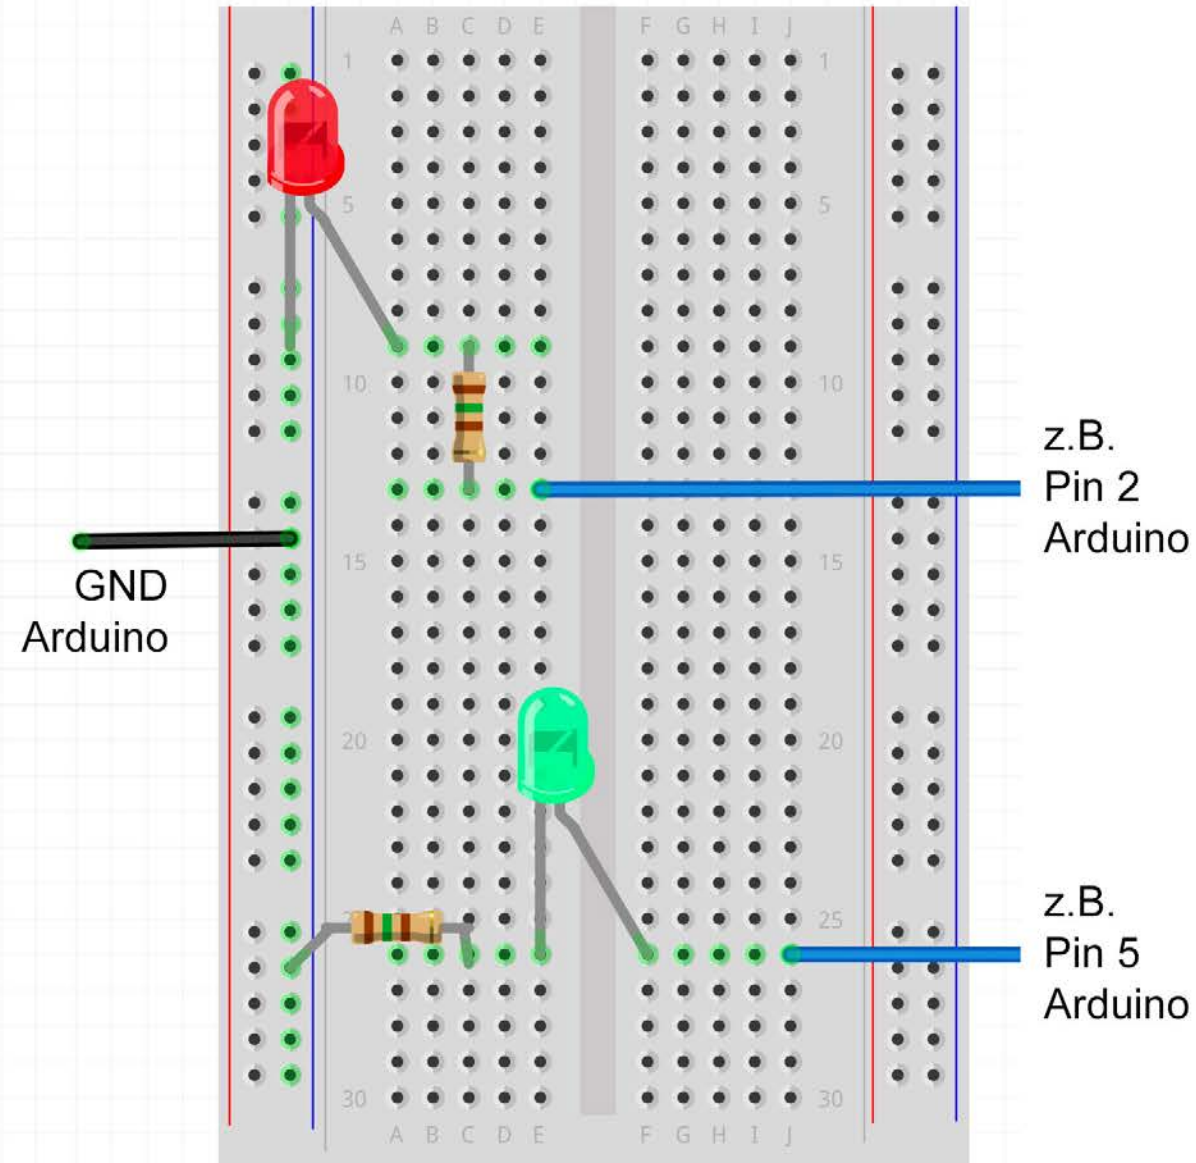 A B C D E F G H I J
1 1
5 5
10 10
z.B.
Pin 2
Arduino
GND
Arduino
15 15
20 20
z.B.
Pin 5
Arduino
25
30 30
A B C D E F G H I J